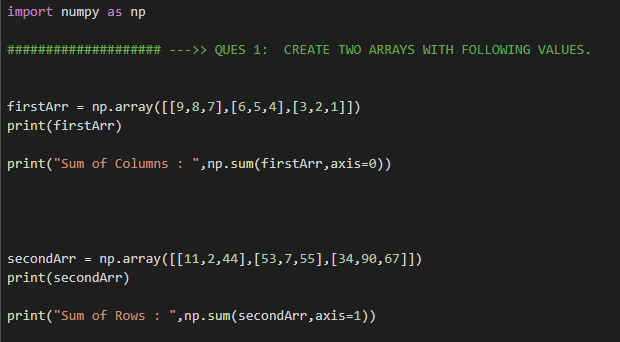 import numpy as np
#################### --->> QUES 1:  CREATE TWO ARRAYS WITH FOLLOWING VALUES.
firstArr = np.array([[9,8,7],[6,5,4],[3,2,1]])
print(firstArr)
print("Sum of Columns : ",np.sum(firstArr,axis=0))
secondArr = np.array([[11,2,44],[53,7,55],[34,90,67]])
print(secondArr)
print("Sum of Rows : ",np.sum(secondArr,axis=1))